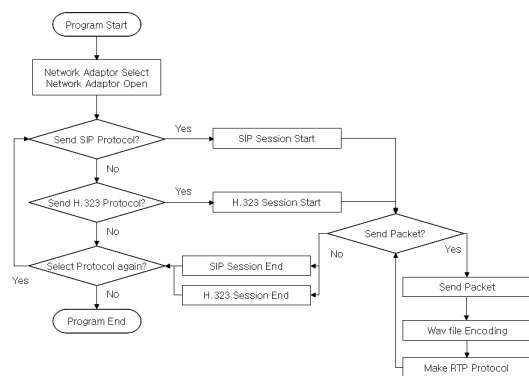 Program Start
Network Adaptor Select
Network Adaptor Open
Send SIP Protocol?
Yes
SIP Session Start
No
Send H.323 Protocol?
Yes
H.323 Session Start
No
Send Packet?
Select Protocol again?
SIP Session End
No
Yes
Yes
H.323 Session End
Send Packet
No
Program End
Wav file Encoding
Make RTP Protocol